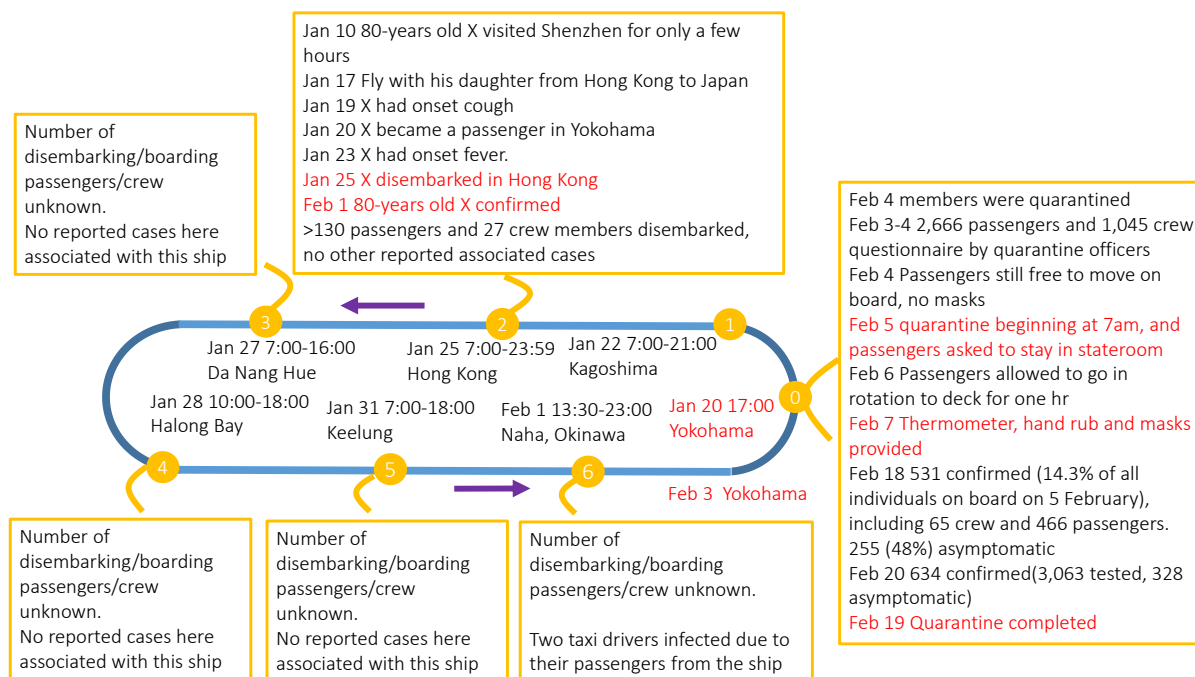 Jan 10 80-years old X visited Shenzhen for only a few
hours
Jan 17 Fly with his daughter from Hong Kong to Japan
Jan 19 X had onset cough
Jan 20 X became a passenger in Yokohama
Jan 23 X had onset fever.
Jan 25 X disembarked in Hong Kong
Feb 1 80-years old X confirmed
>130 passengers and 27 crew members disembarked,
no other reported associated cases
Number of
disembarking/boarding
passengers/crew
unknown.
No reported cases here
associated with this ship
Feb 4 members were quarantined
Feb 3-4 2,666 passengers and 1,045 crew
questionnaire by quarantine officers
Feb 4 Passengers still free to move on
board, no masks
Feb 5 quarantine beginning at 7am, and
passengers asked to stay in stateroom
Feb 6 Passengers allowed to go in
rotation to deck for one hr
Feb 7 Thermometer, hand rub and masks
provided
Feb 18 531 confirmed (14.3% of all
individuals on board on 5 February),
including 65 crew and 466 passengers.
255 (48%) asymptomatic
Feb 20 634 confirmed(3,063 tested, 328
asymptomatic)
Feb 19 Quarantine completed
3
2
1
0
Jan 27 7:00-16:00
Da Nang Hue
Jan 25 7:00-23:59
Hong Kong
Jan 22 7:00-21:00
Kagoshima
Jan 28 10:00-18:00
Halong Bay
Jan 31 7:00-18:00
Keelung
Feb 1 13:30-23:00
Naha, Okinawa
Jan 20 17:00
Yokohama
4
5
6
Feb 3 Yokohama
Number of
disembarking/boarding
passengers/crew
unknown.
No reported cases here
associated with this ship
Number of
disembarking/boarding
passengers/crew
unknown.
No reported cases here
associated with this ship
Number of
disembarking/boarding
passengers/crew unknown.
Two taxi drivers infected due to
their passengers from the ship